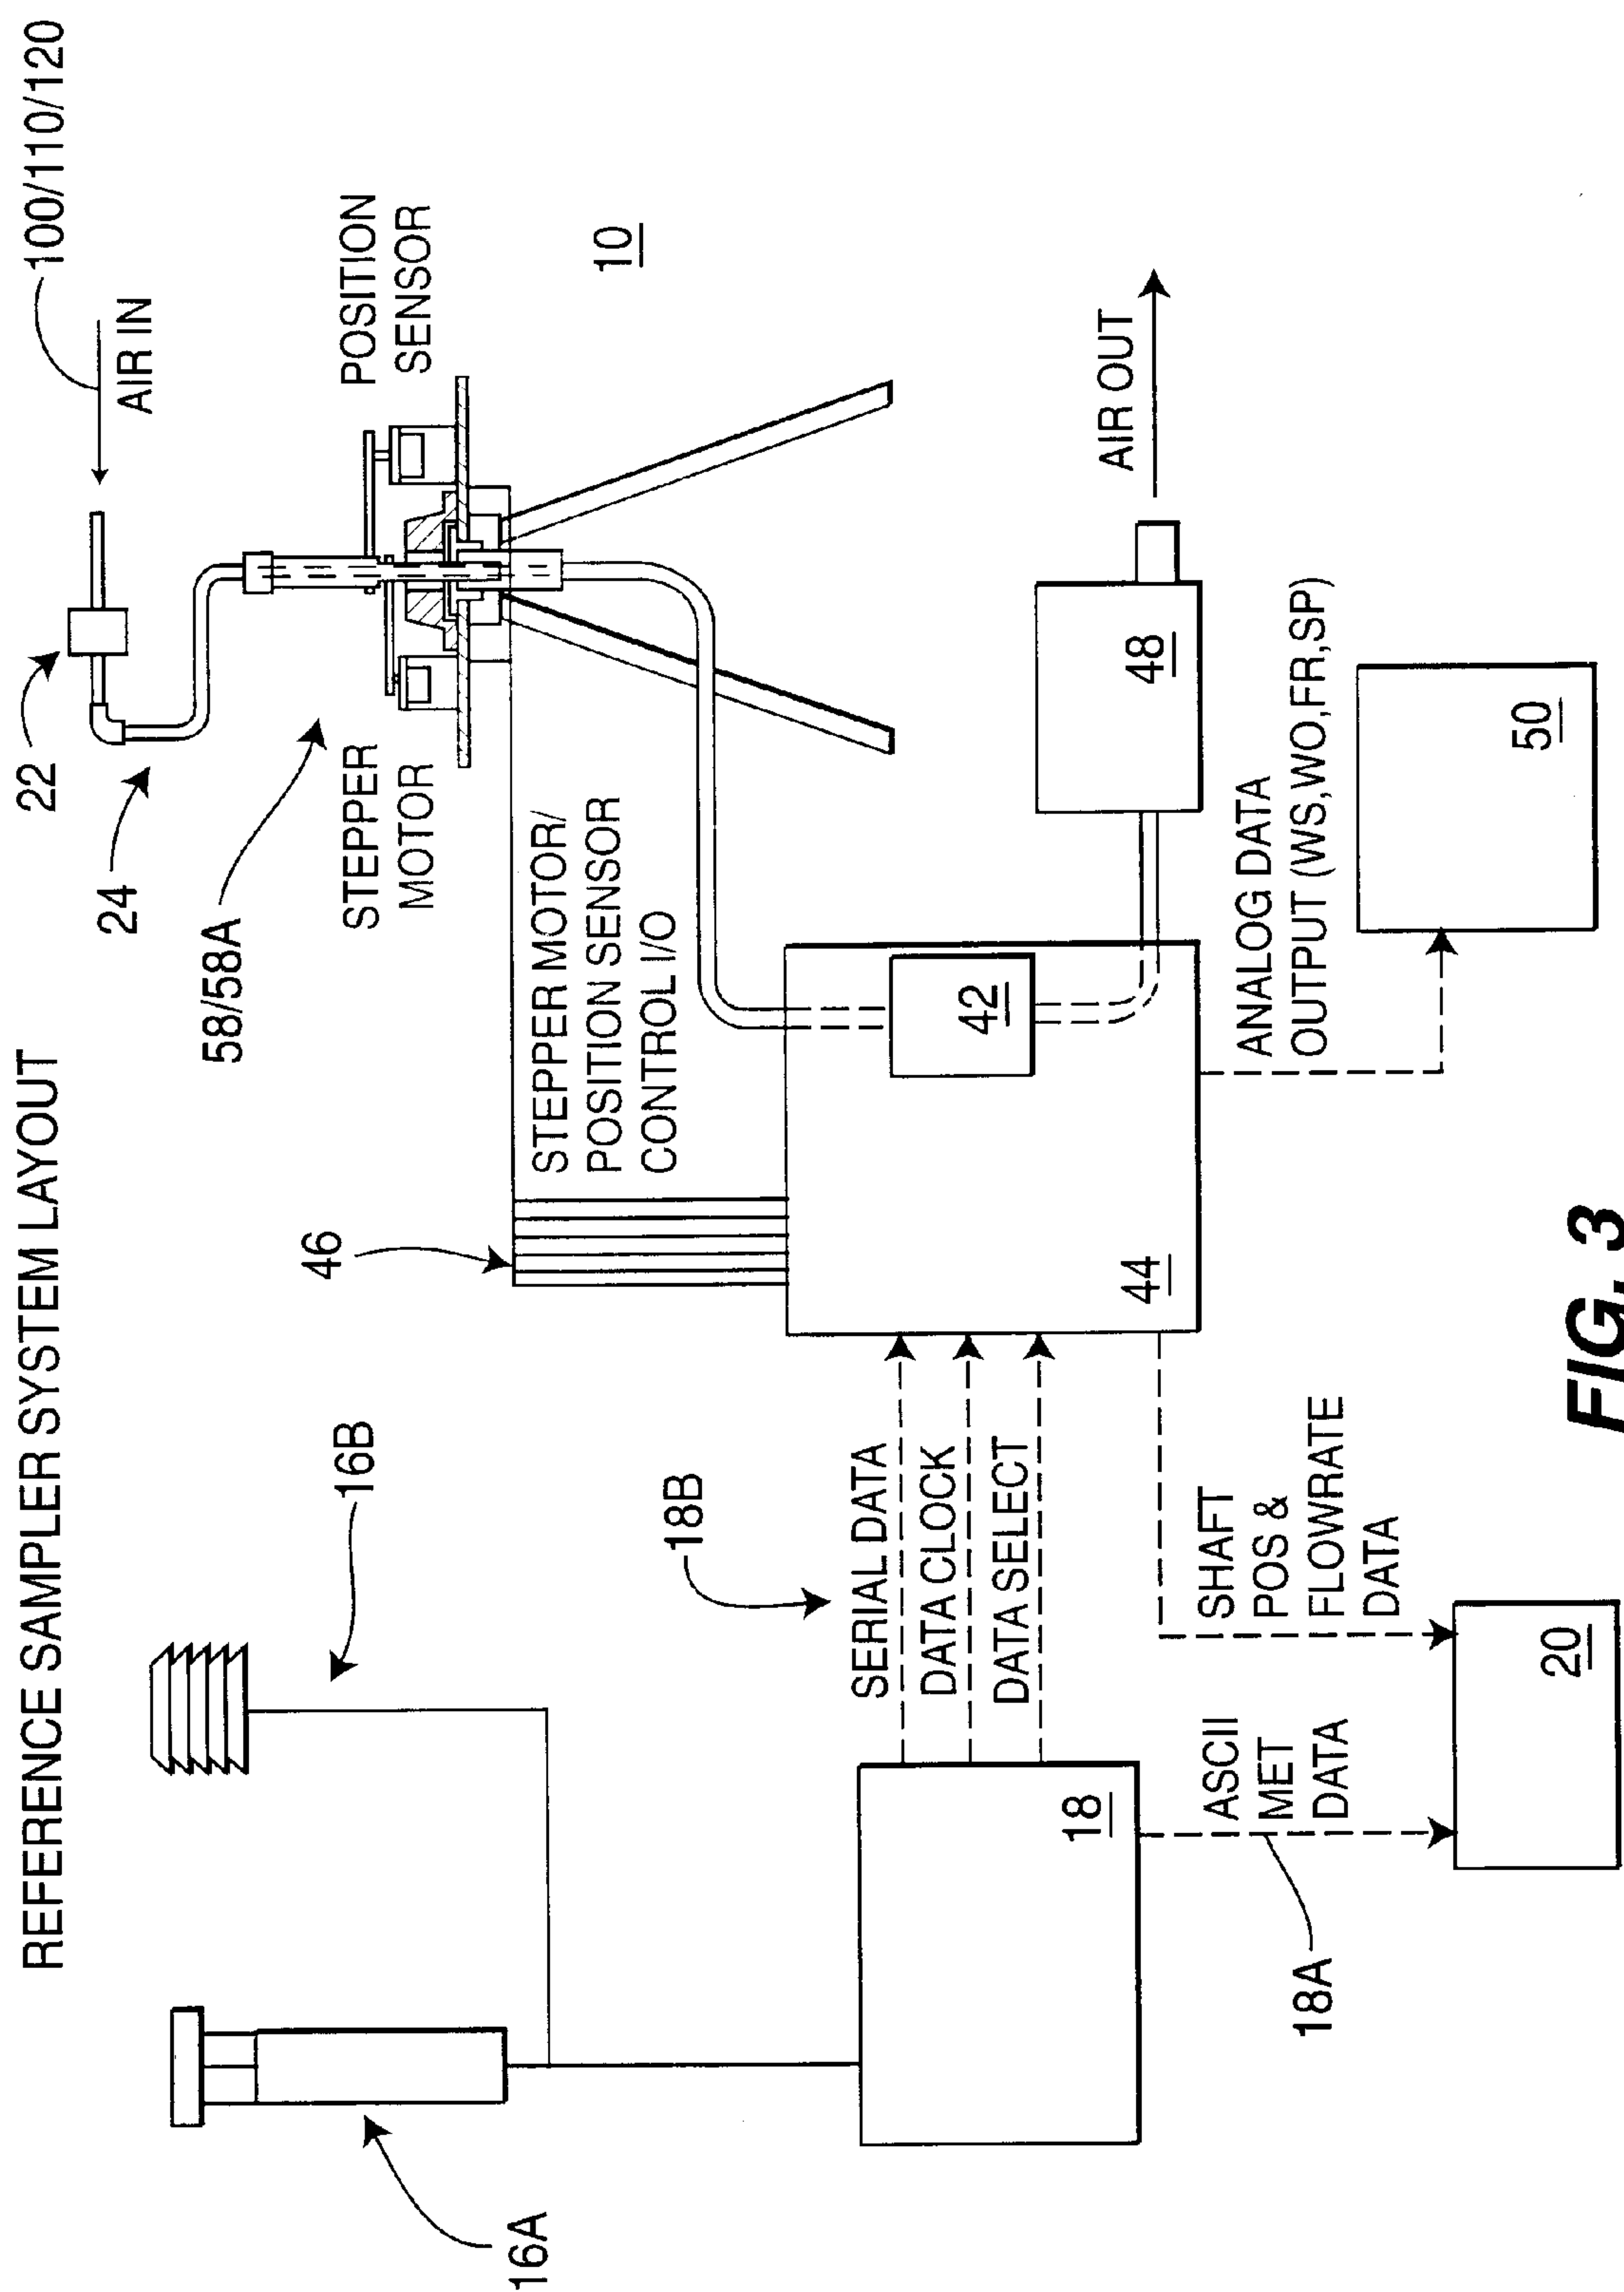 REFERENCE SAMPLER SYSTEM LAYOUT
100/110/120
22
AIR IN
24
58/58A
STEPPER
MOTOR
POSITION
SENSOR
10
16B
46
STEPPER MOTOR/
POSITION SENSOR
CONTROL I/O
16A
18B
SERIAL DATA
DATA CLOCK
DATA SELECT
42
44
48
AIR OUT
18
18A
ASCII
MET
DATA
SHAFT
POS &
FLOWRATE
DATA
ANALOG DATA
OUTPUT (WS,WO,FR,SP)
20
50
FIG. 3